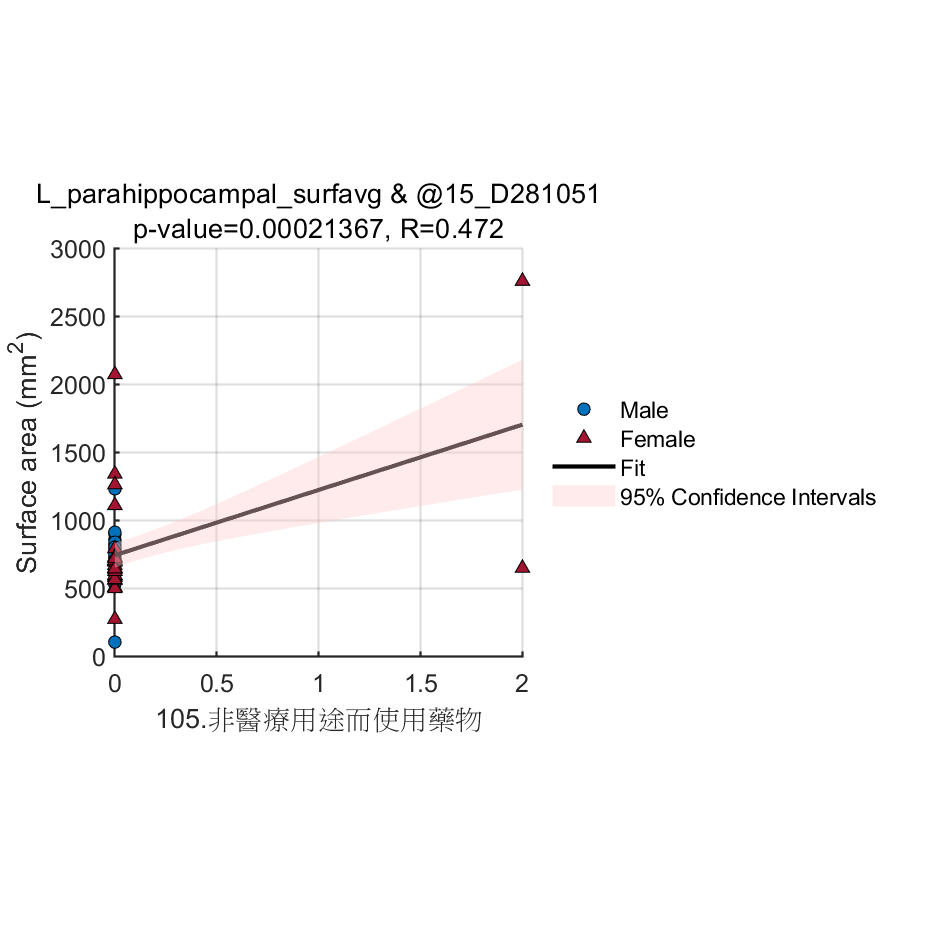 L_parahippocampal_surfavg & @15_D281051
p-value=0.00021367, R=0.472
3000
2500
2000
1500
1000
500
0
Surface area (mm²)
0 0.5 1 1.5 2
105.非醫療用途而使用藥物
Male
Female
Fit
95% Confidence Intervals